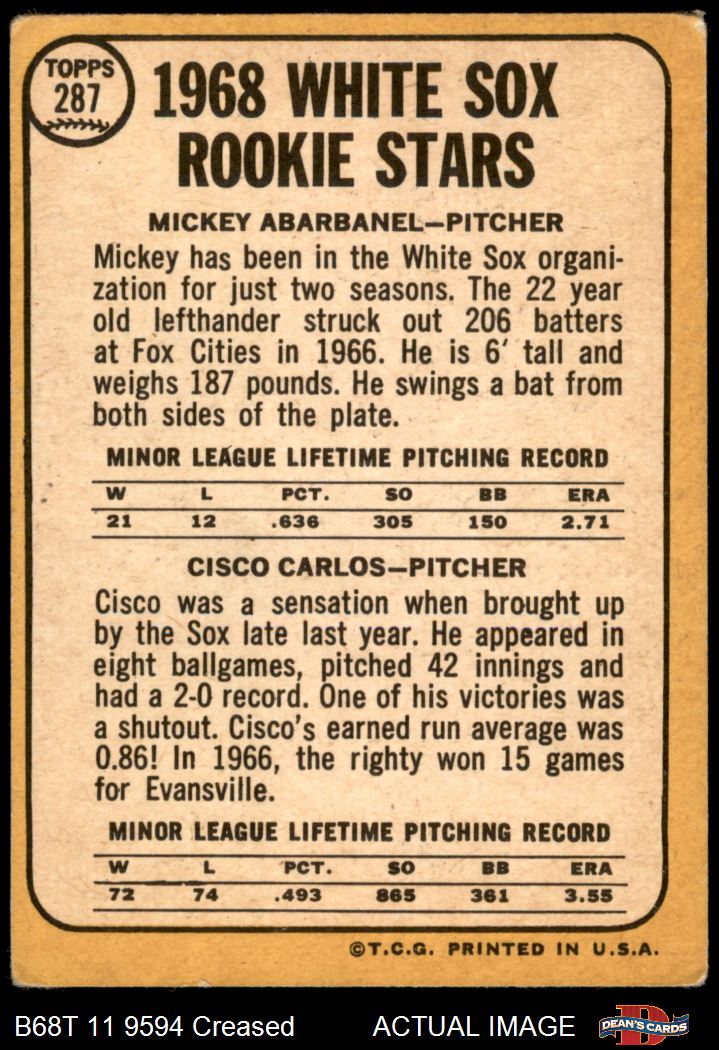 TOPPS
287
1968 WHITE SOX
ROOKIE STARS
MICKEY ABARBANEL—PITCHER
Mickey has been in the White Sox organi-
zation for just two seasons. The 22 year
old lefthander struck out 206 batters
at Fox Cities in 1966. He is 6′ tall and
weighs 187 pounds. He swings a bat from
both sides of the plate.
MINOR LEAGUE LIFETIME PITCHING RECORD
W L PCT. SO BB ERA
21 12 .636 305 150 2.71
CISCO CARLOS—PITCHER
Cisco was a sensation when brought up
by the Sox late last year. He appeared in
eight ballgames, pitched 42 innings and
had a 2-0 record. One of his victories was
a shutout. Cisco's earned run average was
0.86! In 1966, the righty won 15 games
for Evansville.
MINOR LEAGUE LIFETIME PITCHING RECORD
W L PCT. SO BB ERA
72 74 .493 865 361 3.55
©T.C.G. PRINTED IN U.S.A.
B68T 11 9594 Creased ACTUAL IMAGE DEAN'S CARDS